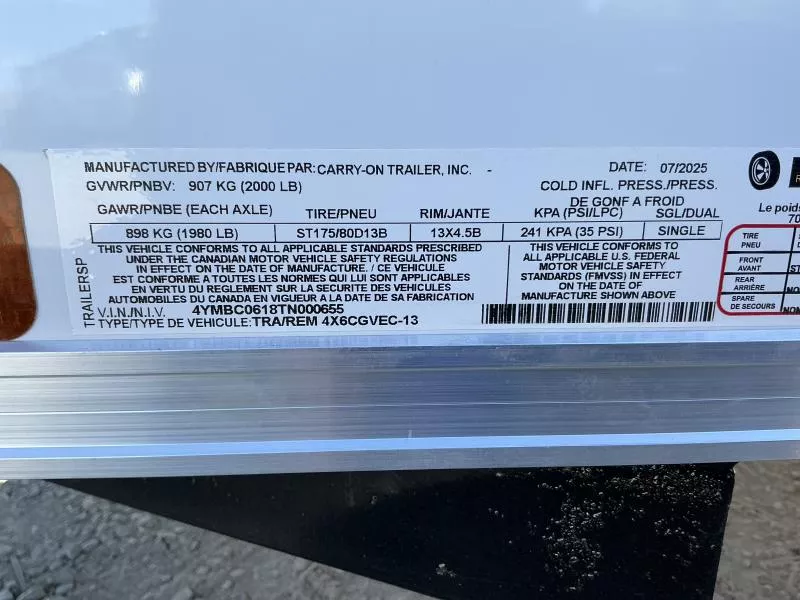 MANUFACTURED BY/FABRIQUE PAR: CARRY-ON TRAILER, INC. - DATE: 07/2025
GVWR/PNBV: 907 KG (2000 LB) COLD INFL. PRESS./PRESS.
DE GONF A FROID
GAWR/PNBE (EACH AXLE) TIRE/PNEU RIM/JANTE KPA (PSI/LPC) SGL/DUAL
898 KG (1980 LB) ST175/80D13B 13X4.5B 241 KPA (35 PSI) SINGLE
TRAILERSP
THIS VEHICLE CONFORMS TO ALL APPLICABLE STANDARDS PRESCRIBED
UNDER THE CANADIAN MOTOR VEHICLE SAFETY REGULATIONS
IN EFFECT ON THE DATE OF MANUFACTURE. / CE VEHICULE
EST CONFORME A TOUTES LES NORMES QUI LUI SONT APPLICABLES
EN VERTU DU REGLEMENT SUR LA SECURITE DES VEHICULES
AUTOMOBILES DU CANADA EN VIGUEUR A LA DATE DE SA FABRICATION
THIS VEHICLE CONFORMS TO
ALL APPLICABLE U.S. FEDERAL
MOTOR VEHICLE SAFETY
STANDARDS (FMVSS) IN EFFECT
ON THE DATE OF
MANUFACTURE SHOWN ABOVE
V.I.N./N.I.V. 4YMBC0618TN000655
TYPE/TYPE DE VEHICULE: TRA/REM 4X6CGVEC-13
Le poids
TIRE
PNEU
FRONT
AVANT
REAR
ARRIÈRE
SPARE
DE SECOURS